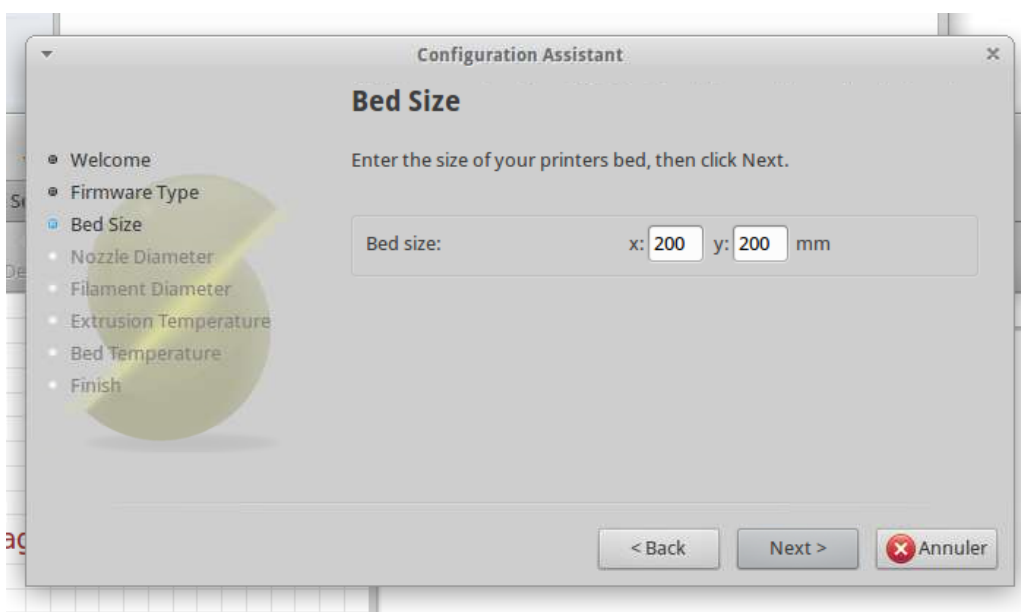 Configuration Assistant
Bed Size
Welcome
Firmware Type
Bed Size
Nozzle Diameter
Filament Diameter
Extrusion Temperature
Bed Temperature
Finish
Enter the size of your printers bed, then click Next.
Bed size: x: 200 y: 200 mm
< Back Next > Annuler